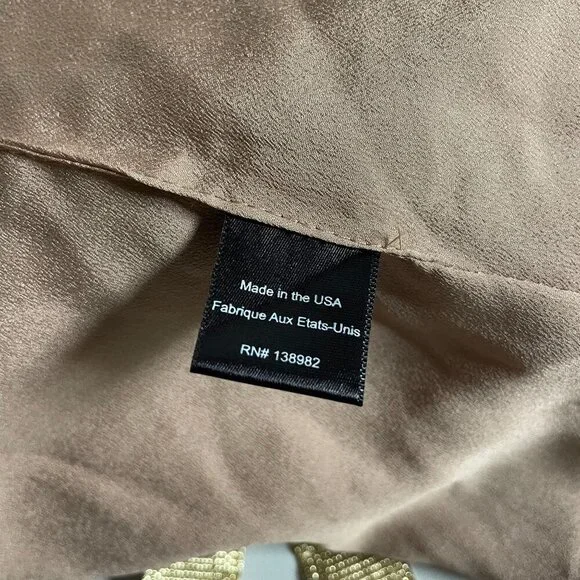 Made in the USA
Fabrique Aux Etats-Unis
RN# 138982